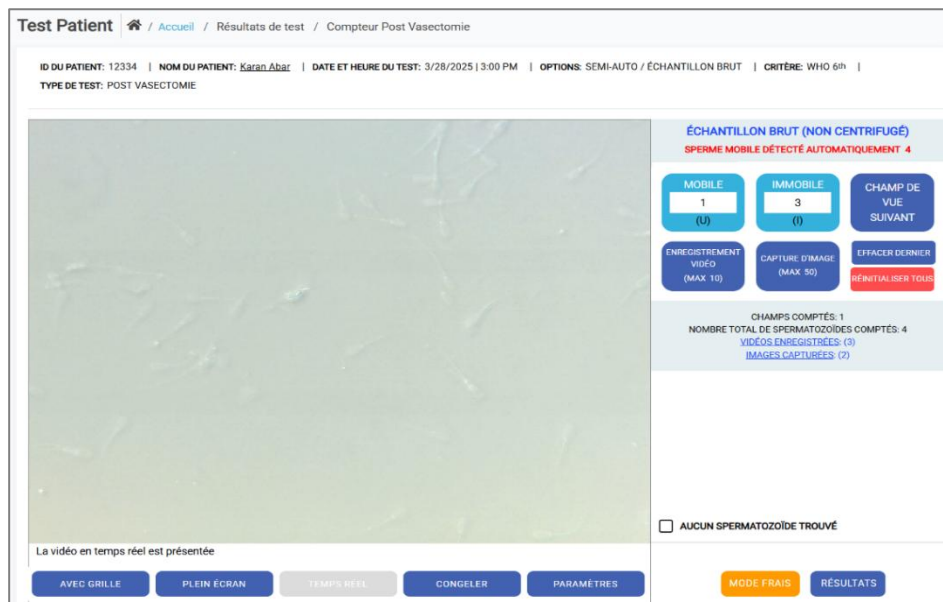 Test Patient / Accueil / Résultats de test / Compteur Post Vasectomie
ID DU PATIENT: 12334 | NOM DU PATIENT: Karan Abar | DATE ET HEURE DU TEST: 3/28/2025 | 3:00 PM | OPTIONS: SEMI-AUTO / ÉCHANTILLON BRUT | CRITÈRE: WHO 6th |
TYPE DE TEST: POST VASECTOMIE
ÉCHANTILLON BRUT (NON CENTRIFUGÉ)
SPERME MOBILE DÉTECTÉ AUTOMATIQUEMENT 4
MOBILE
1
(U)
IMMOBILE
3
(I)
CHAMP DE
VUE
SUIVANT
ENREGISTREMENT
VIDÉO
(MAX 10)
CAPTURE D'IMAGE
(MAX 50)
EFFACER DERNIER
RÉINITIALISER TOUS
CHAMPS COMPTÉS: 1
NOMBRE TOTAL DE SPERMATOZOÏDES COMPTÉS: 4
VIDÉOS ENREGISTRÉES: (3)
IMAGES CAPTURÉES: (2)
AUCUN SPERMATOZOÏDE TROUVÉ
La vidéo en temps réel est présentée
AVEC GRILLE
PLEIN ÉCRAN
TEMPS RÉEL
CONGELER
PARAMÈTRES
MODE FRAIS
RÉSULTATS